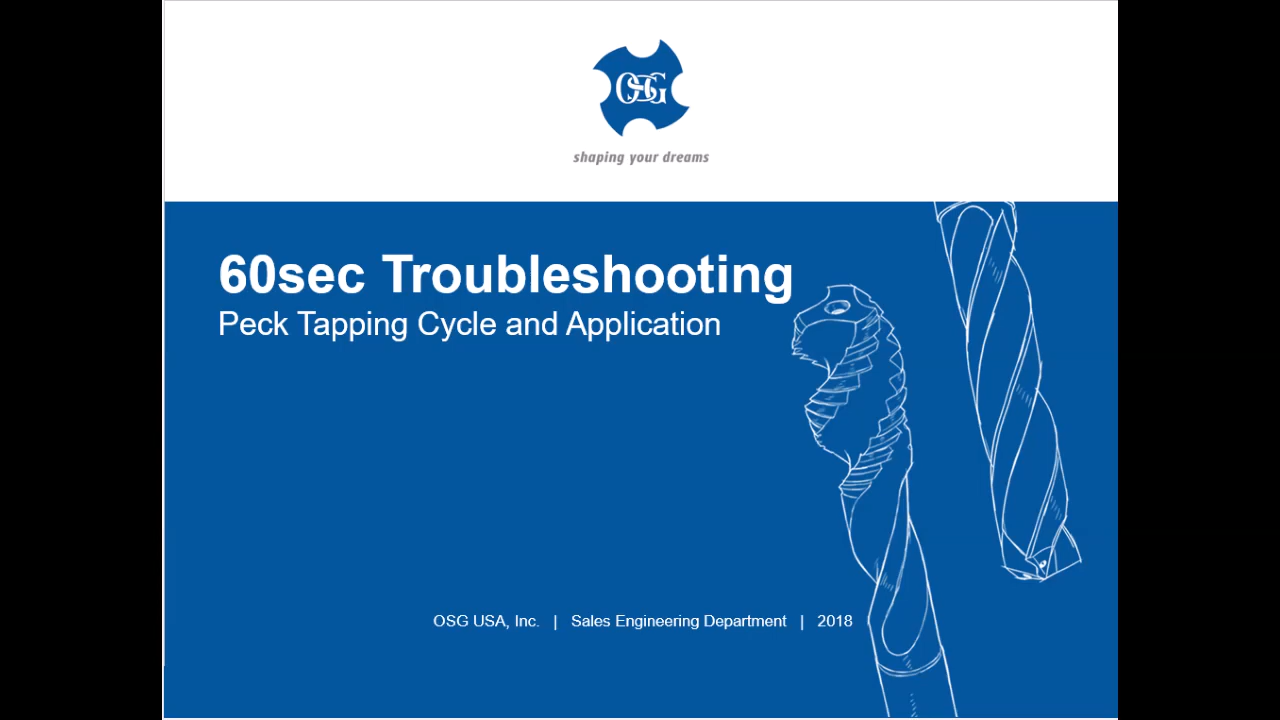 OSG
shaping your dreams
60sec Troubleshooting
Peck Tapping Cycle and Application
OSG USA, Inc. | Sales Engineering Department | 2018